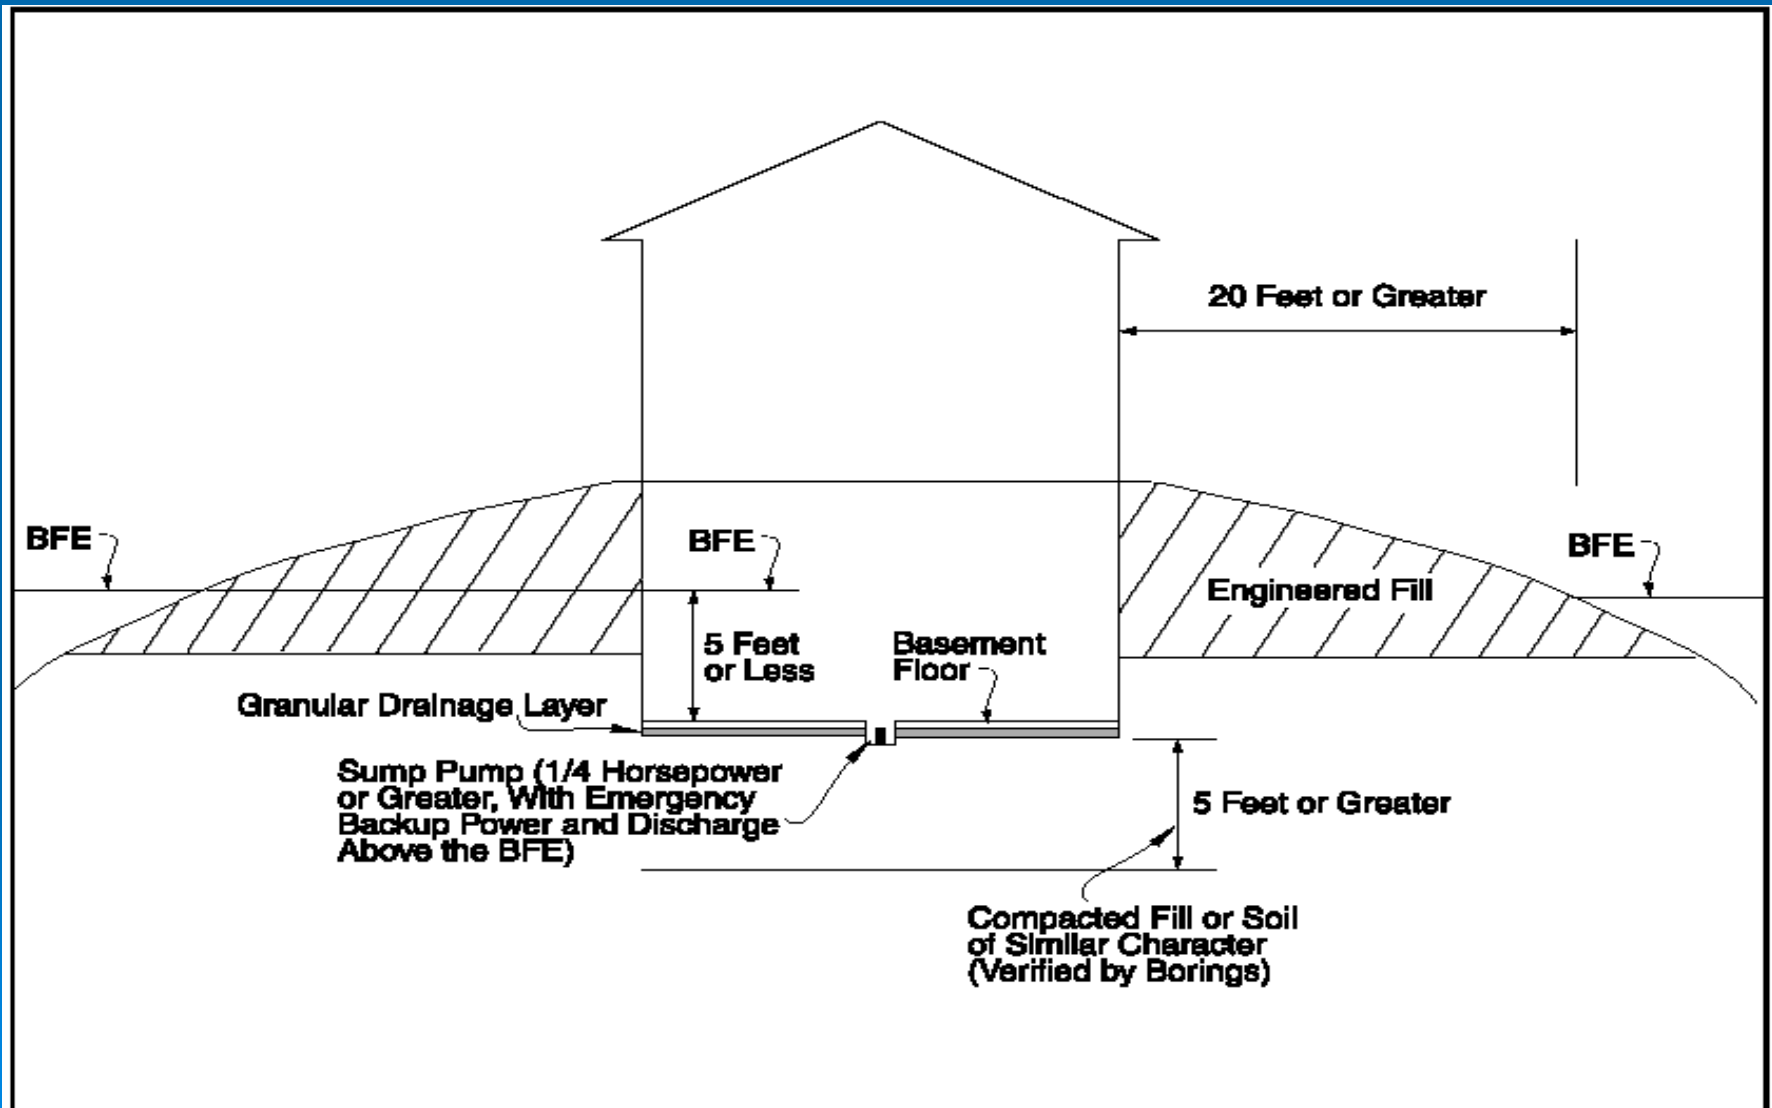 20 Feet or Greater
BFE
BFE
BFE
Engineered Fill
5 Feet
or Less
Basement
Floor
Granular Drainage Layer
Sump Pump (1/4 Horsepower
or Greater, With Emergency
Backup Power and Discharge
Above the BFE)
5 Feet or Greater
Compacted Fill or Soil
of Similar Character
(Verified by Borings)